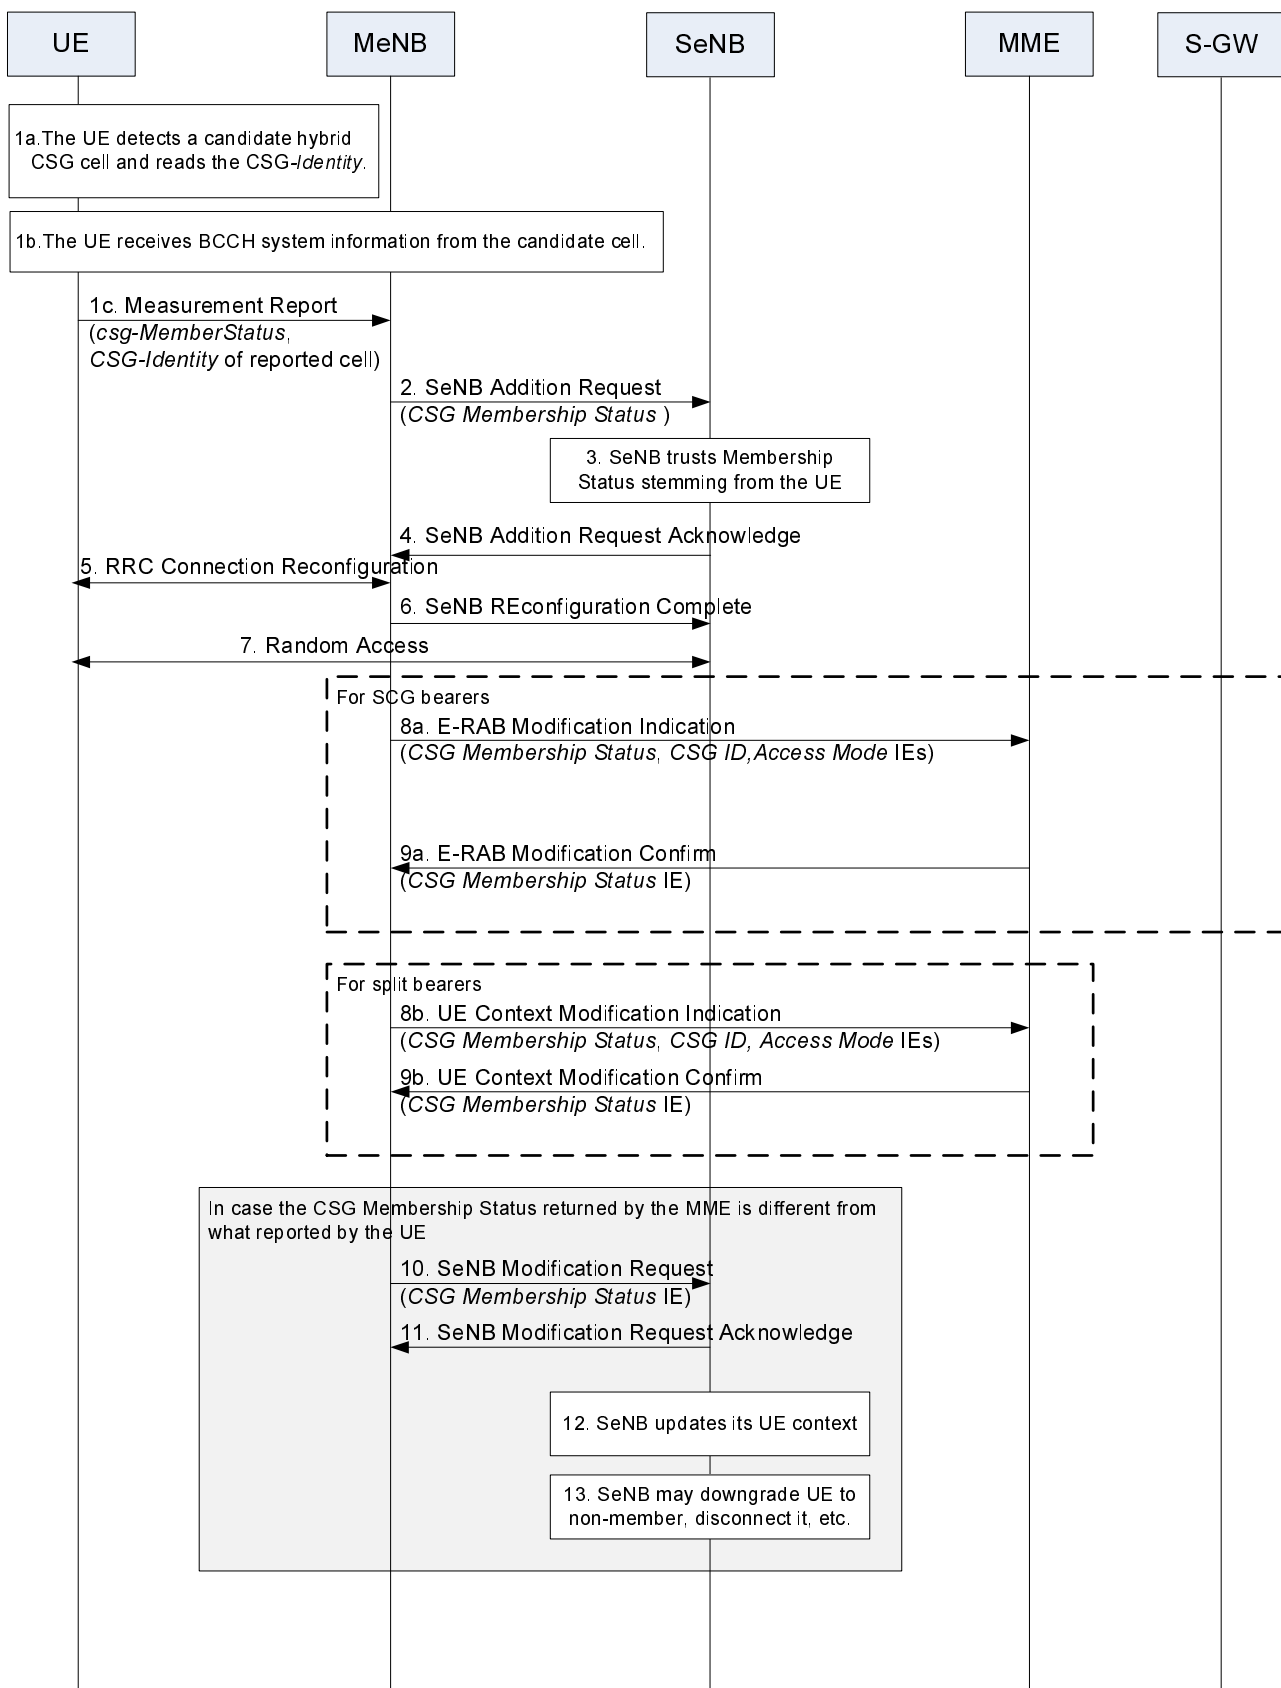 UE
MeNB
SeNB
MME
S-GW
1a.The UE detects a candidate hybrid
CSG cell and reads the CSG-Identity.
1b.The UE receives BCCH system information from the candidate cell.
1c. Measurement Report
(csg-MemberStatus,
CSG-Identity of reported cell)
2. SeNB Addition Request
(CSG Membership Status )
3. SeNB trusts Membership
Status stemming from the UE
4. SeNB Addition Request Acknowledge
5. RRC Connection Reconfiguration
6. SeNB REconfiguration Complete
7. Random Access
For SCG bearers
8a. E-RAB Modification Indication
(CSG Membership Status, CSG ID,Access Mode IEs)
9a. E-RAB Modification Confirm
(CSG Membership Status IE)
For split bearers
8b. UE Context Modification Indication
(CSG Membership Status, CSG ID, Access Mode IEs)
9b. UE Context Modification Confirm
(CSG Membership Status IE)
In case the CSG Membership Status returned by the MME is different from
what reported by the UE
10. SeNB Modification Request
(CSG Membership Status IE)
11. SeNB Modification Request Acknowledge
12. SeNB updates its UE context
13. SeNB may downgrade UE to
non-member, disconnect it, etc.